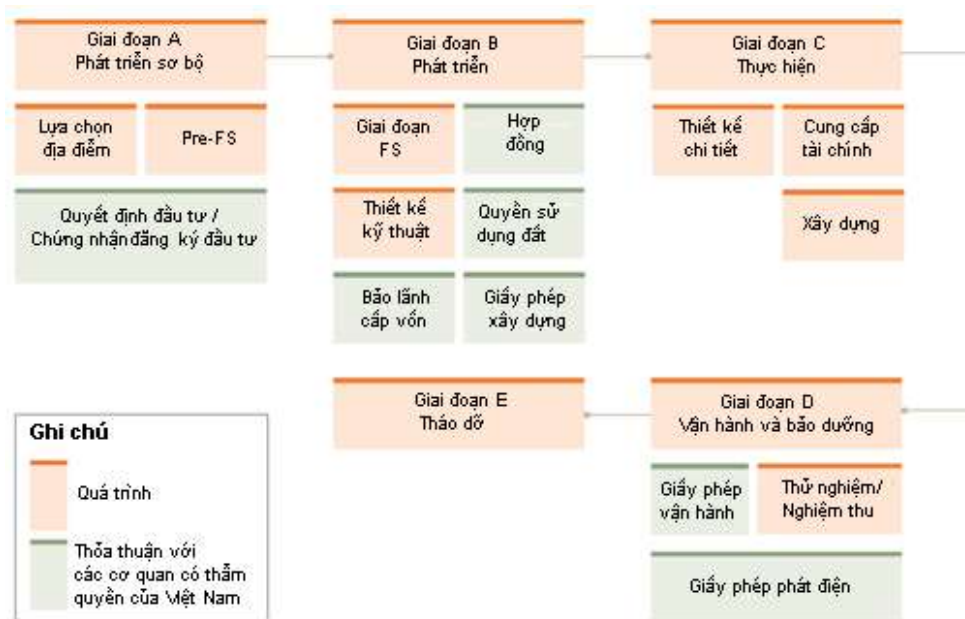 Giai đoạn A
Phát triển sơ bộ
Giai đoạn B
Phát triển
Giai đoạn C
Thực hiện
Lựa chọn
địa điểm
Pre-FS
Giai đoạn
FS
Hợp
đồng
Thiết kế
chi tiết
Cung cấp
tài chính
Quyết định đầu tư /
Chứng nhận đăng ký đầu tư
Thiết kế
kỹ thuật
Quyền sử
dụng đất
Xây dựng
Bảo lãnh
cấp vốn
Giấy phép
xây dựng
Giai đoạn E
Tháo dỡ
Giai đoạn D
Vận hành và bảo dưỡng
Giấy phép
vận hành
Thử nghiệm/
Nghiệm thu
Giấy phép phát điện
Ghi chú
Quá trình
Thỏa thuận với
các cơ quan có thẩm
quyền của Việt Nam